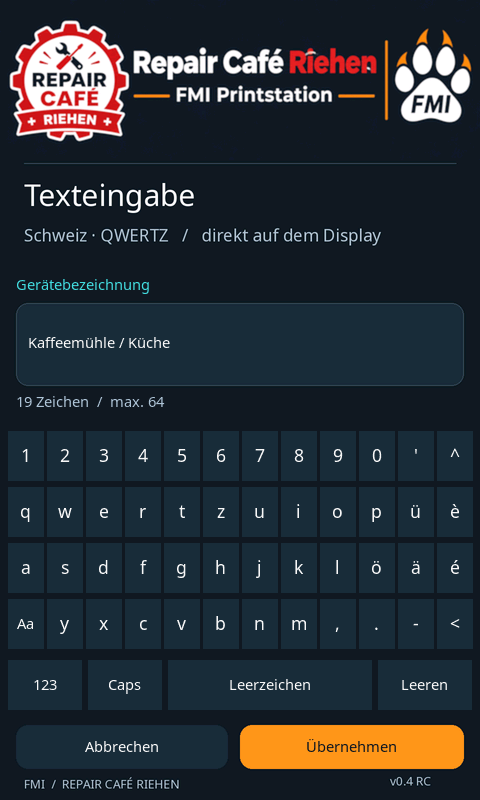 REPAIR
CAFÉ
RIEHEN
Repair Café Riehen
FMI Printstation
FMI
Texteingabe
Schweiz · QWERTZ / direkt auf dem Display
Gerätebezeichnung
Kaffeemühle / Küche
19 Zeichen / max. 64
1 2 3 4 5 6 7 8 9 0 ' ^
q w e r t z u i o p ü è
a s d f g h j k l ö ä é
Aa y x c v b n m , . - <
123 Caps Leerzeichen Leeren
Abbrechen Übernehmen
FMI / REPAIR CAFÉ RIEHEN v0.4 RC